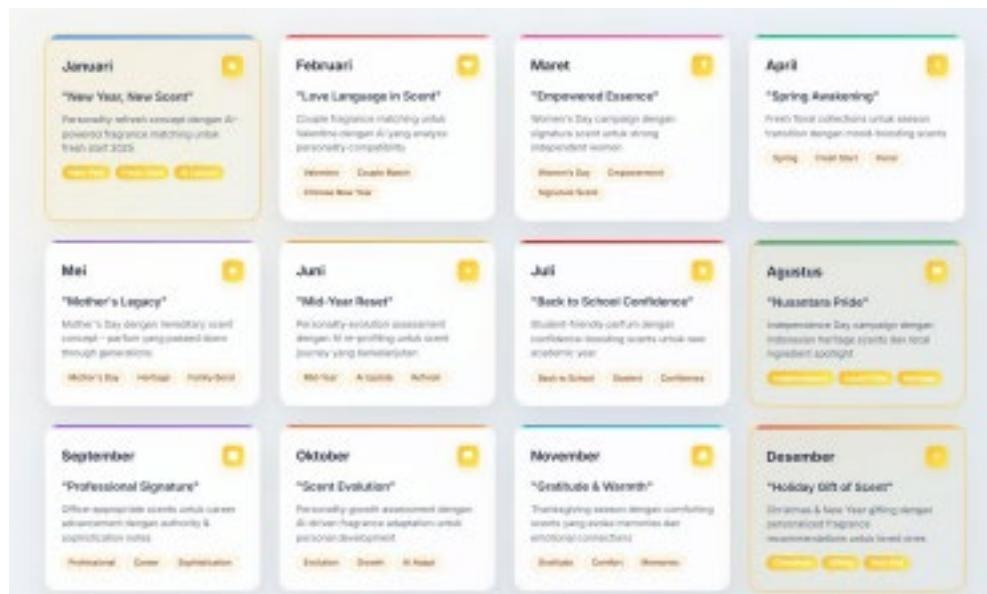 Januari
"New Year, New Scent"
Personality refresh concept dengan AI-
powered fragrance matching untuk
fresh start 2025
Februari
"Love Language in Scent"
Couple fragrance matching untuk
Valentine dengan AI yang analyze
personality compatibility
Valentine
Couple Match
Chinese New Year
Maret
"Empowered Essence"
Women's Day campaign dengan
signature scent untuk strong
independent women
Women's Day
Empowerment
Signature Scent
April
"Spring Awakening"
Fresh floral collections untuk season
transition dengan mood-boosting scents
Spring
Fresh Start
Floral
Mei
"Mother's Legacy"
Mother's Day dengan hereditary scent
concept - parfum yang passed down
through generations
Mother's Day
Heritage
Family Bond
Juni
"Mid-Year Reset"
Personality evolution assessment
dengan AI re-profiling untuk scent
journey yang berkelanjutan
Mid-Year
AI Update
Refresh
Juli
"Back to School Confidence"
Student-friendly parfum dengan
confidence-boosting scents untuk new
academic year
Back to School
Student
Confidence
Agustus
"Nusantara Pride"
Independence Day campaign dengan
Indonesian heritage scents dan local
ingredient spotlight
September
"Professional Signature"
Office-appropriate scents untuk career
advancement dengan authority &
sophistication notes
Professional
Career
Sophistication
Oktober
"Scent Evolution"
Personality growth assessment dengan
AI-driven fragrance adaptation untuk
personal development
Evolution
Growth
AI Adapt
November
"Gratitude & Warmth"
Thanksgiving season dengan comforting
scents yang evoke memories dan
emotional connections
Gratitude
Comfort
Memories
Desember
"Holiday Gift of Scent"
Christmas & New Year gifting dengan
personalized fragrance
recommendations untuk loved ones